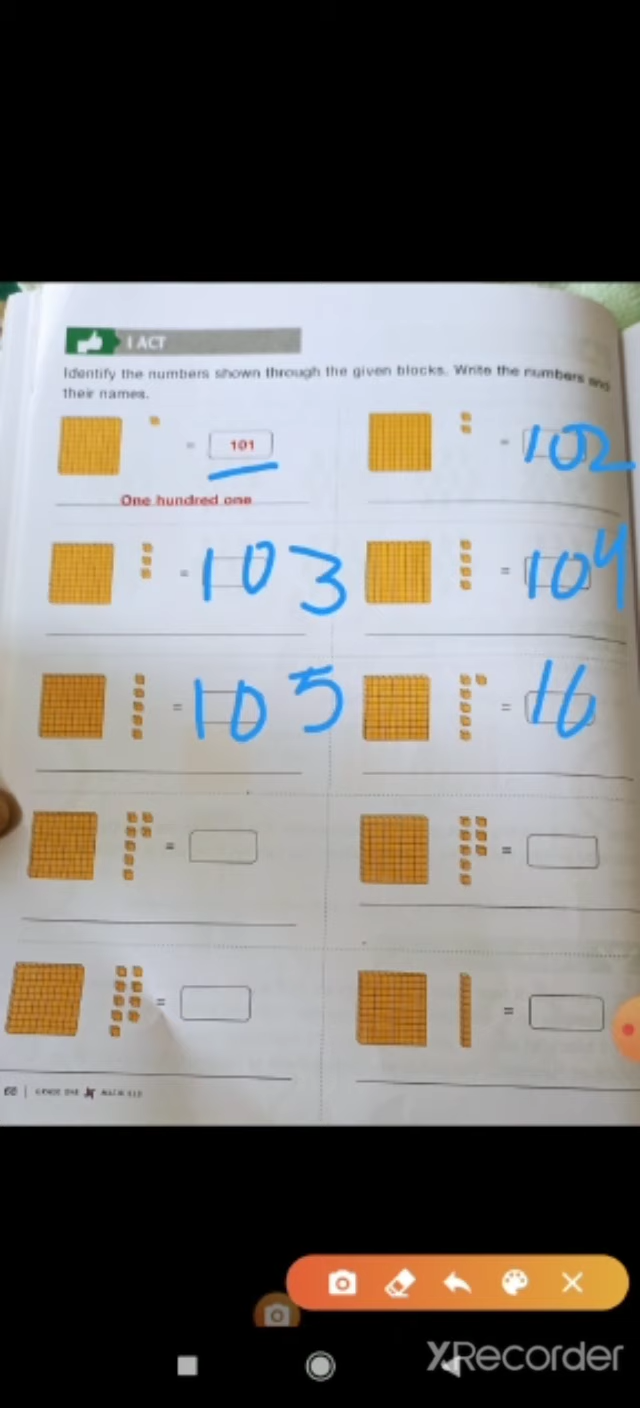 I ACT
Identify the numbers shown through the given blocks. Write the numbers and
their names.
= 101
= 102
One hundred one
= 103
= 104
= 105
= 16
=
=
=
=
XRecorder